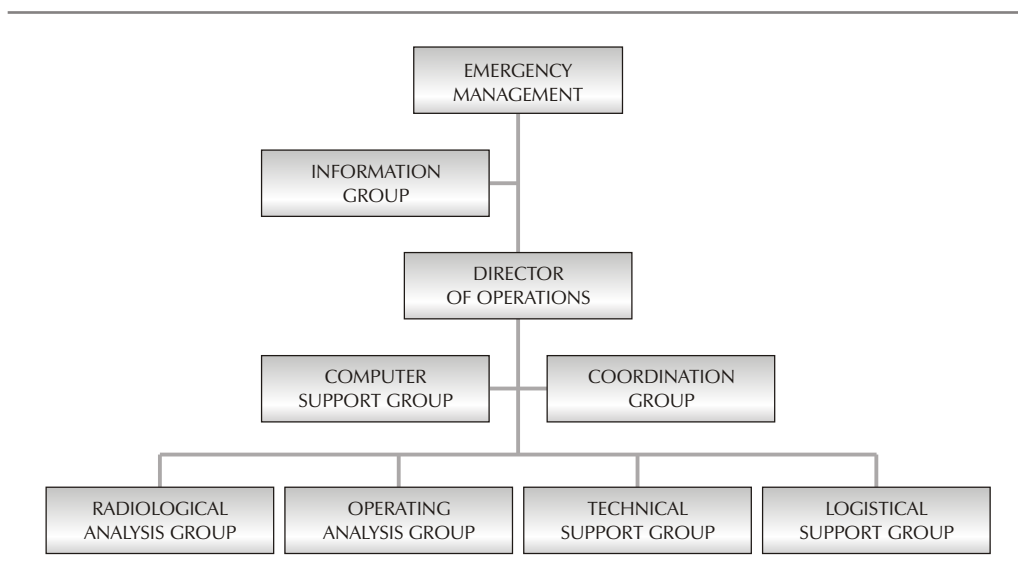 EMERGENCY
MANAGEMENT
INFORMATION
GROUP
DIRECTOR
OF OPERATIONS
COMPUTER
SUPPORT GROUP
COORDINATION
GROUP
RADIOLOGICAL
ANALYSIS GROUP
OPERATING
ANALYSIS GROUP
TECHNICAL
SUPPORT GROUP
LOGISTICAL
SUPPORT GROUP